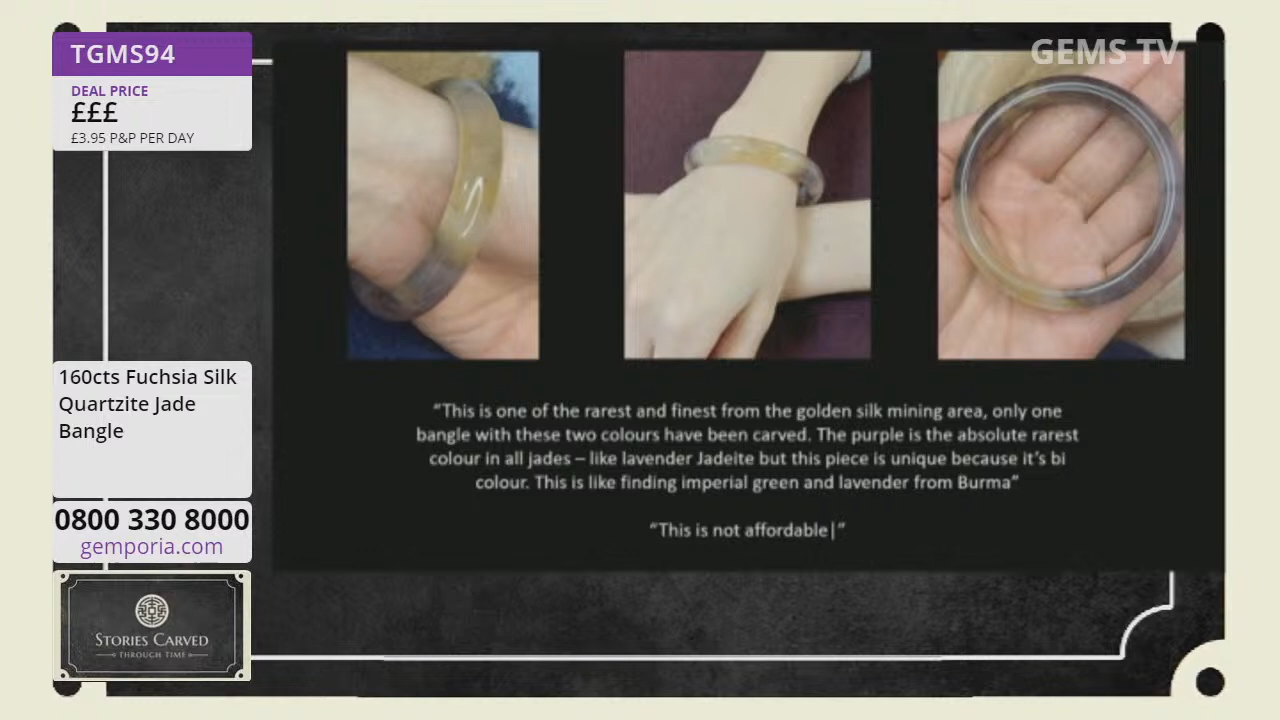 TGMS94
DEAL PRICE
£££
£3.95 P&P PER DAY
GEMS TV
160cts Fuchsia Silk
Quartzite Jade
Bangle
0800 330 8000
gemporia.com
STORIES CARVED
THROUGH TIME
“This is one of the rarest and finest from the golden silk mining area, only one
bangle with these two colours have been carved. The purple is the absolute rarest
colour in all jades – like lavender Jadeite but this piece is unique because it’s bi
colour. This is like finding imperial green and lavender from Burma”
“This is not affordable|”